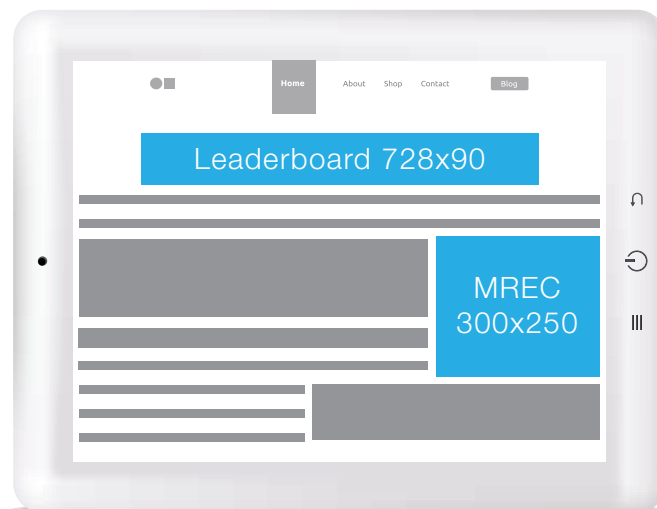 Home
About
Shop
Contact
Blog
Leaderboard 728x90
MREC
300x250